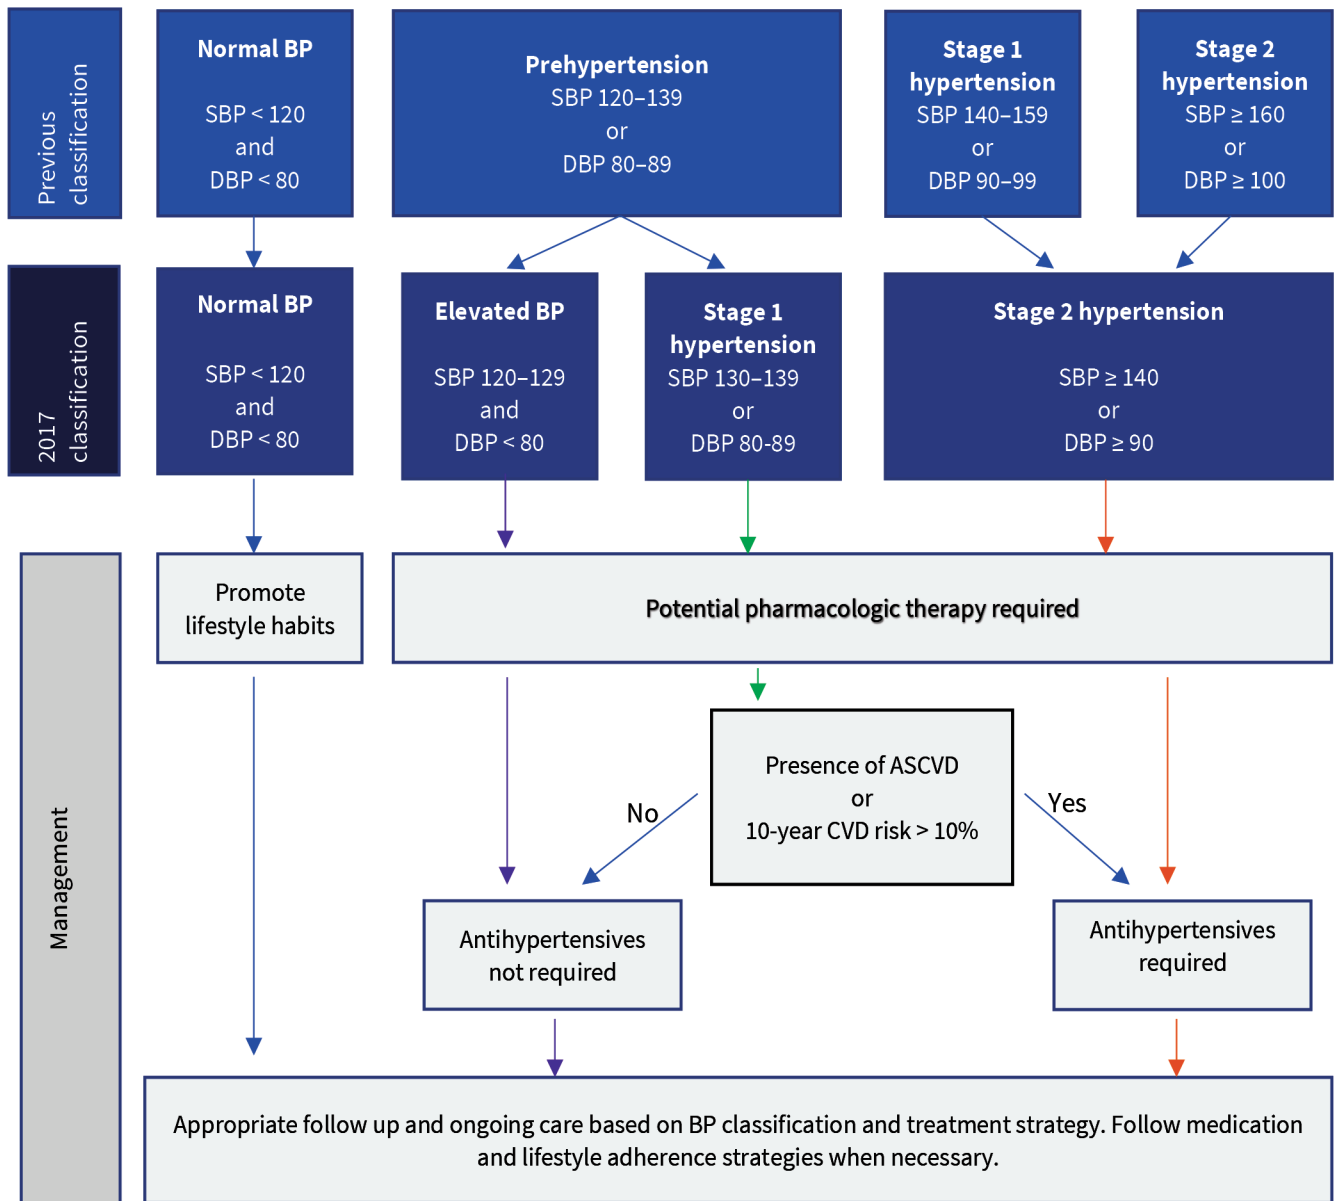 Previous
classification
Normal BP
SBP < 120
and
DBP < 80
Prehypertension
SBP 120–139
or
DBP 80–89
Stage 1
hypertension
SBP 140–159
or
DBP 90–99
Stage 2
hypertension
SBP ≥ 160
or
DBP ≥ 100
2017
classification
Normal BP
SBP < 120
and
DBP < 80
Elevated BP
SBP 120–129
and
DBP < 80
Stage 1
hypertension
SBP 130–139
or
DBP 80-89
Stage 2 hypertension
SBP ≥ 140
or
DBP ≥ 90
Management
Promote
lifestyle habits
Potential pharmacologic therapy required
Presence of ASCVD
or
10-year CVD risk > 10%
No
Yes
Antihypertensives
not required
Antihypertensives
required
Appropriate follow up and ongoing care based on BP classification and treatment strategy. Follow medication
and lifestyle adherence strategies when necessary.